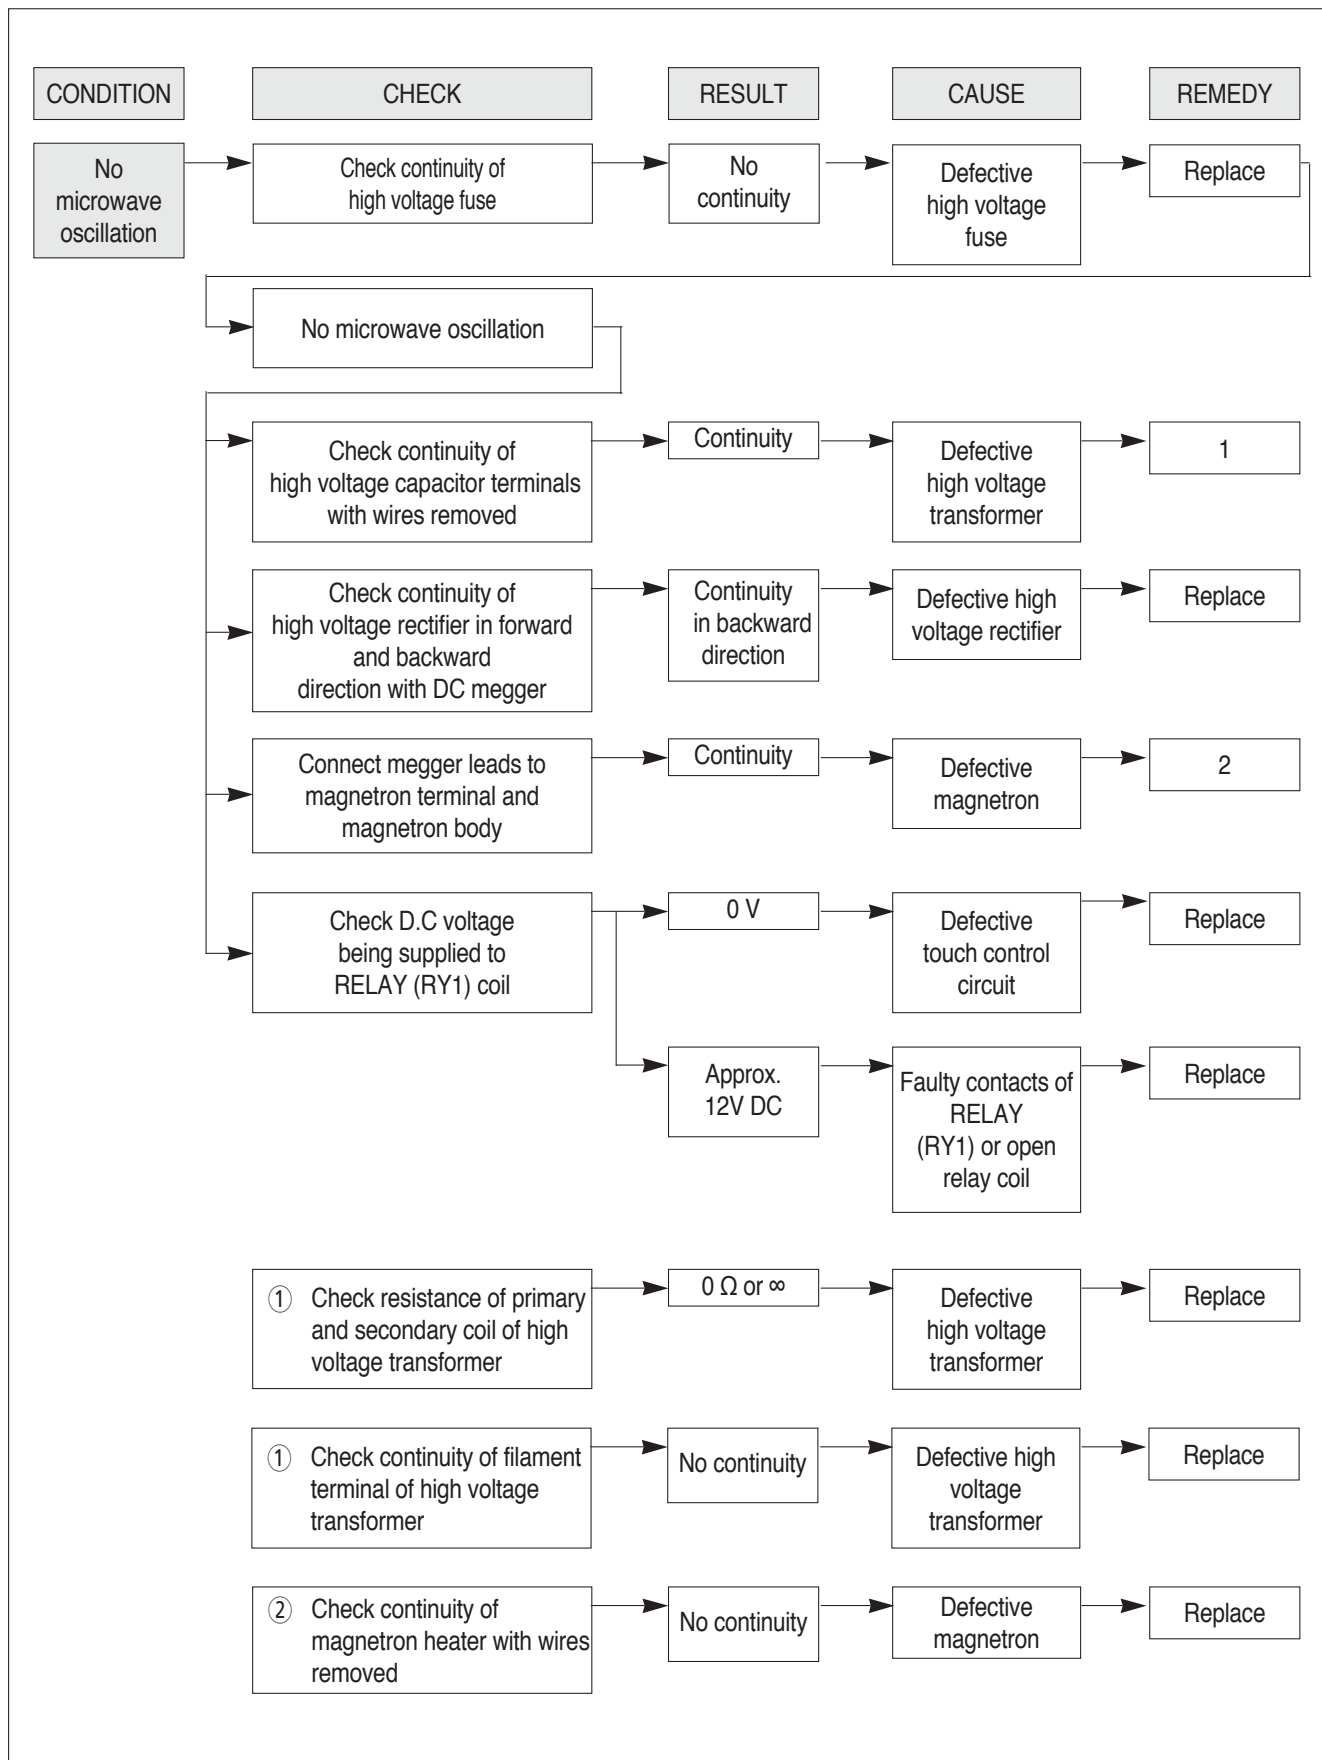 CONDITION
CHECK
RESULT
CAUSE
REMEDY
No
microwave
oscillation
Check continuity of
high voltage fuse
No
continuity
Defective
high voltage
fuse
Replace
No microwave oscillation
Check continuity of
high voltage capacitor terminals
with wires removed
Continuity
Defective
high voltage
transformer
1
Check continuity of
high voltage rectifier in forward
and backward
direction with DC megger
Continuity
in backward
direction
Defective high
voltage rectifier
Replace
Connect megger leads to
magnetron terminal and
magnetron body
Continuity
Defective
magnetron
2
Check D.C voltage
being supplied to
RELAY (RY1) coil
0 V
Defective
touch control
circuit
Replace
Approx.
12V DC
Faulty contacts of
RELAY
(RY1) or open
relay coil
Replace
① Check resistance of primary
and secondary coil of high
voltage transformer
0 Ω or ∞
Defective
high voltage
transformer
Replace
① Check continuity of filament
terminal of high voltage
transformer
No continuity
Defective high
voltage
transformer
Replace
② Check continuity of
magnetron heater with wires
removed
No continuity
Defective
magnetron
Replace